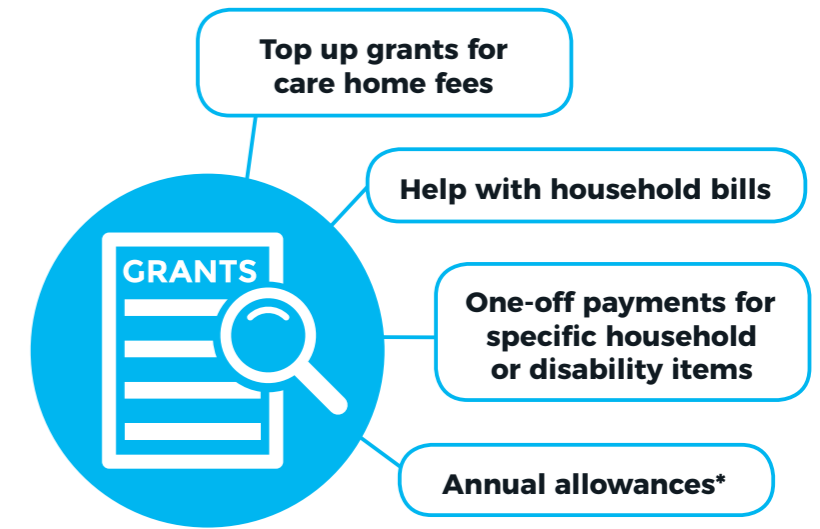 Top up grants for
care home fees
Help with household bills
GRANTS
One-off payments for
specific household
or disability items
Annual allowances*